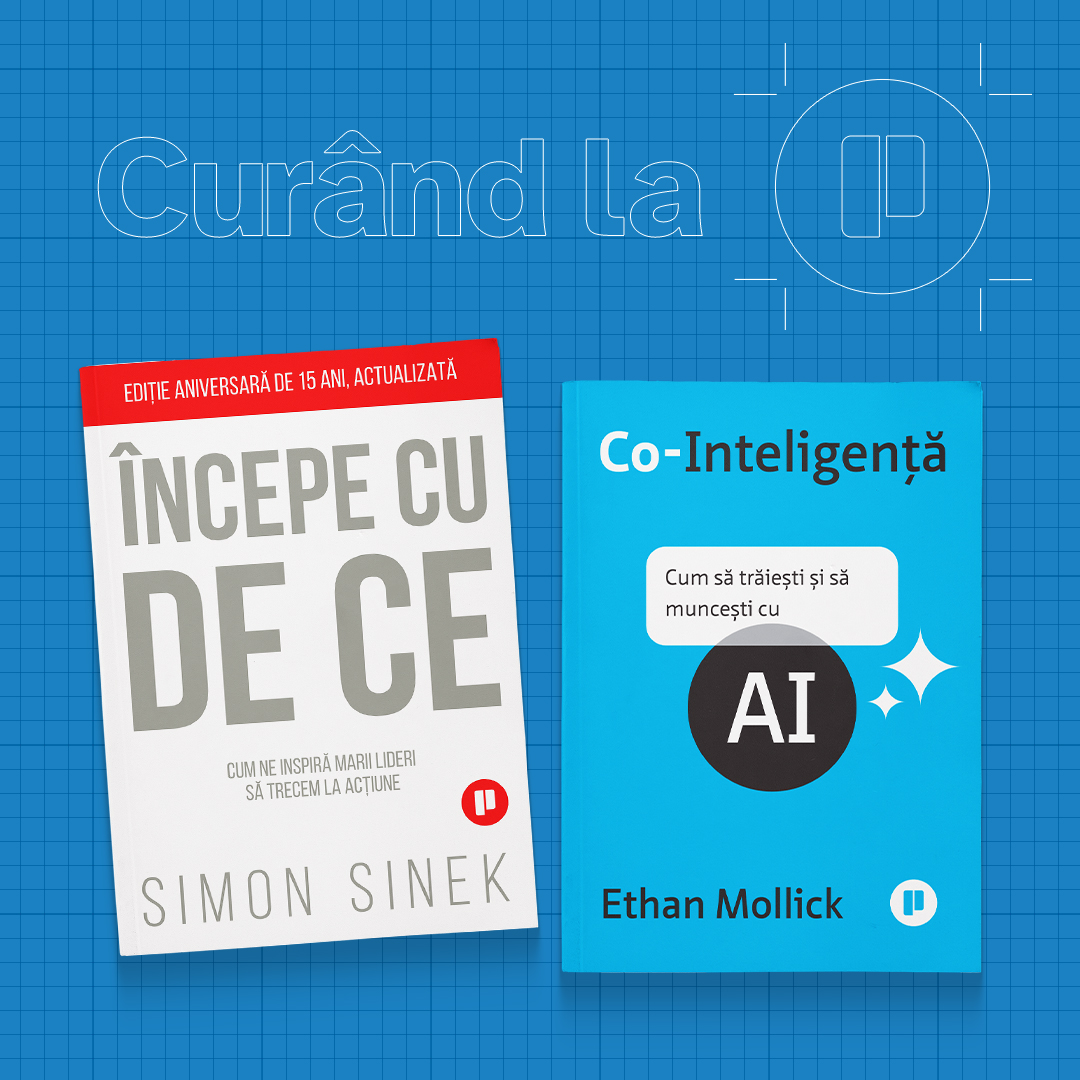 Curând la
EDIȚIE ANIVERSARĂ DE 15 ANI, ACTUALIZATĂ
ÎNCEPE CU
DE CE
CUM NE INSPIRĂ MARII LIDERI
SĂ TRECEM LA ACȚIUNE
SIMON SINEK
Co-Inteligență
Cum să trăiești și să
muncești cu
AI
Ethan Mollick